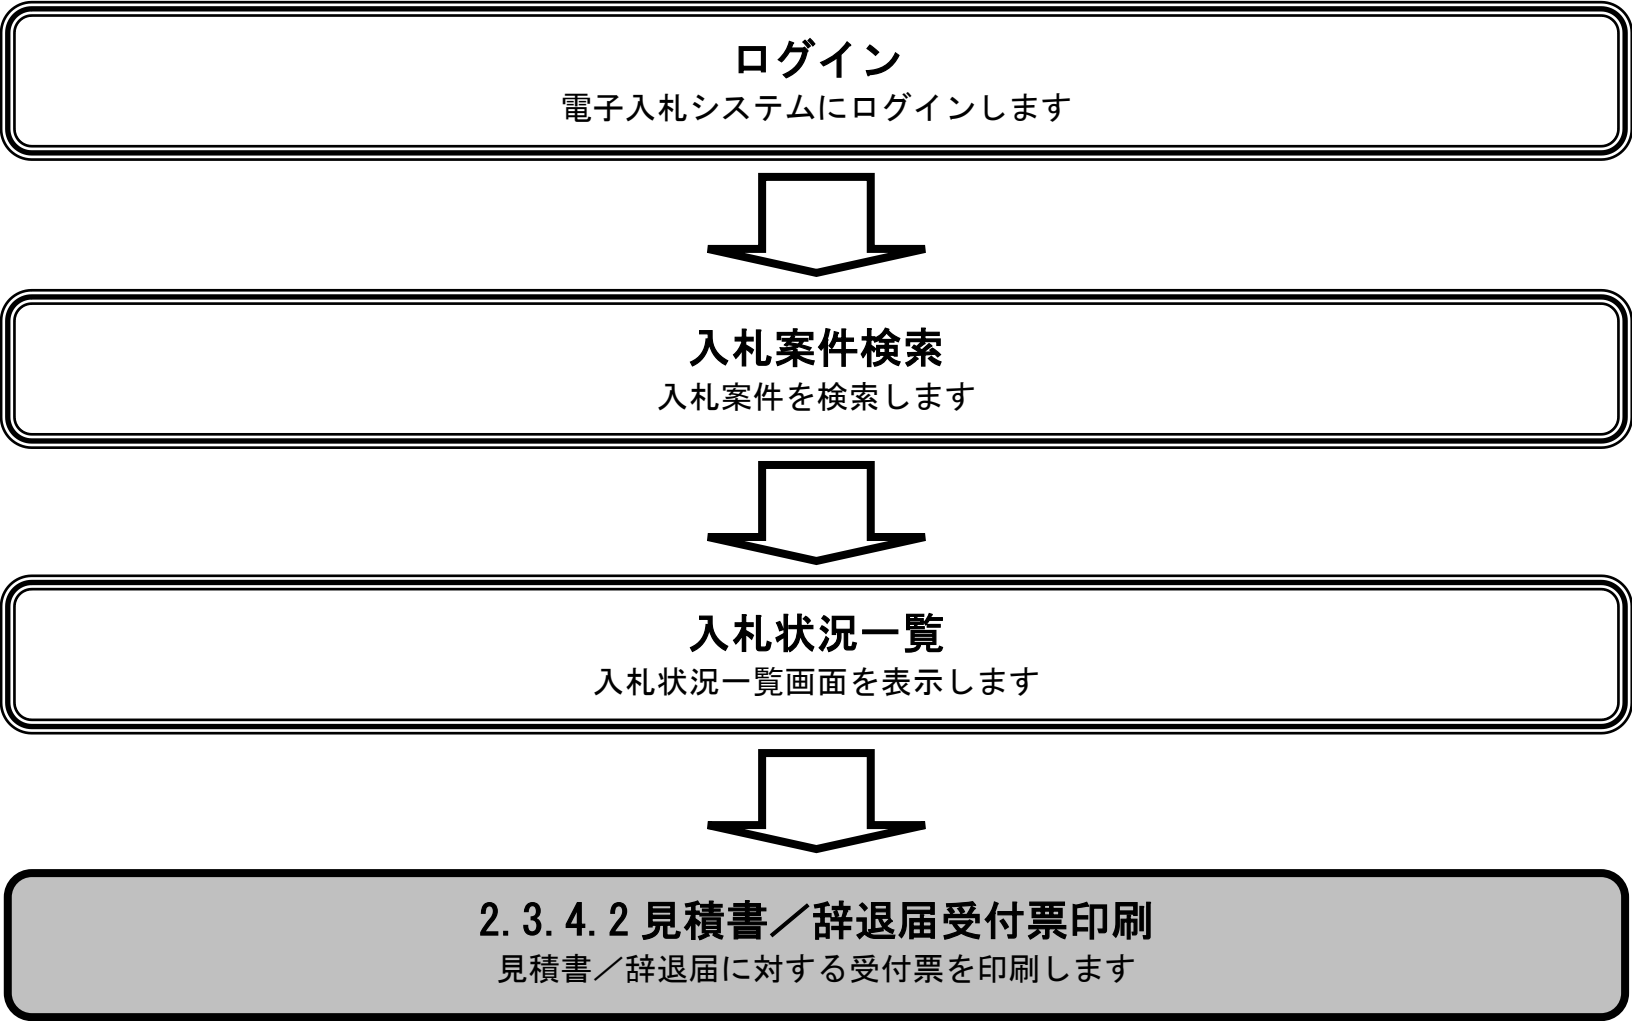 ログイン
電子入札システムにログインします
入札案件検索
入札案件を検索します
入札状況一覧
入札状況一覧画面を表示します
2.3.4.2 見積書／辞退届受付票印刷
見積書／辞退届に対する受付票を印刷します